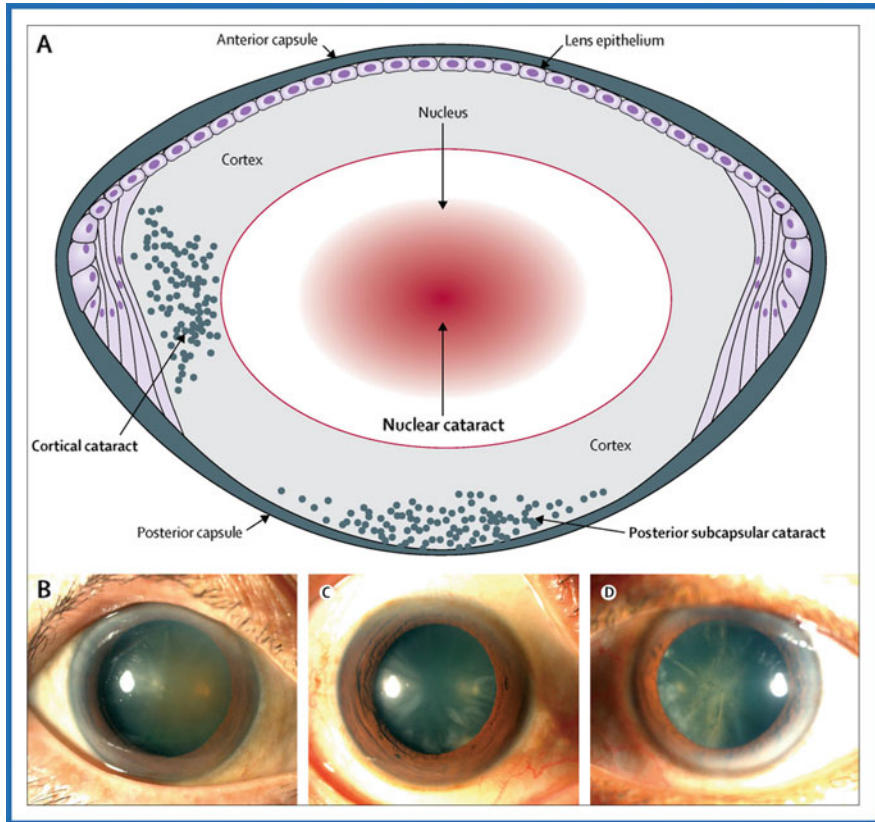 A
Anterior capsule
Lens epithelium
Nucleus
Cortex
Nuclear cataract
Cortical cataract
Cortex
Posterior capsule
Posterior subcapsular cataract
B
C
D